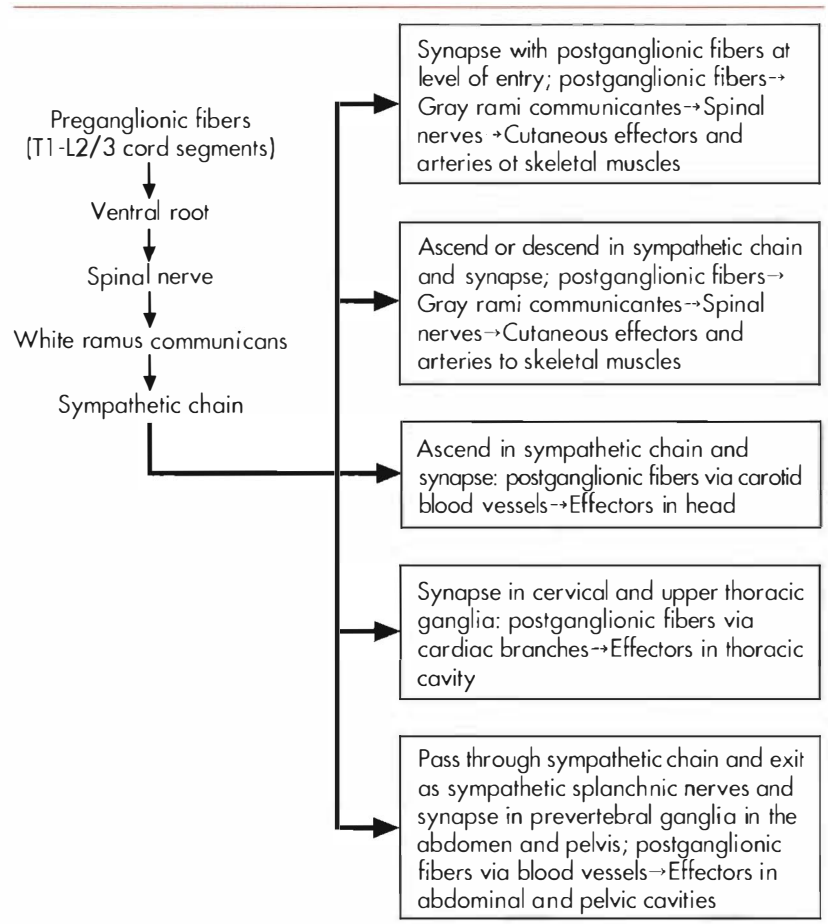 Preganglionic fibers
(T1-L2/3 cord segments)
Ventral root
Spinal nerve
White ramus communicans
Sympathetic chain
Synapse with postganglionic fibers at
level of entry; postganglionic fibers→
Gray rami communicantes→Spinal
nerves→Cutaneous effectors and
arteries ot skeletal muscles
Ascend or descend in sympathetic chain
and synapse; postganglionic fibers→
Gray rami communicantes→Spinal
nerves→Cutaneous effectors and
arteries to skeletal muscles
Ascend in sympathetic chain and
synapse: postganglionic fibers via carotid
blood vessels→Effectors in head
Synapse in cervical and upper thoracic
ganglia: postganglionic fibers via
cardiac branches→Effectors in thoracic
cavity
Pass through sympathetic chain and exit
as sympathetic splanchnic nerves and
synapse in prevertebral ganglia in the
abdomen and pelvis; postganglionic
fibers via blood vessels→Effectors in
abdominal and pelvic cavities